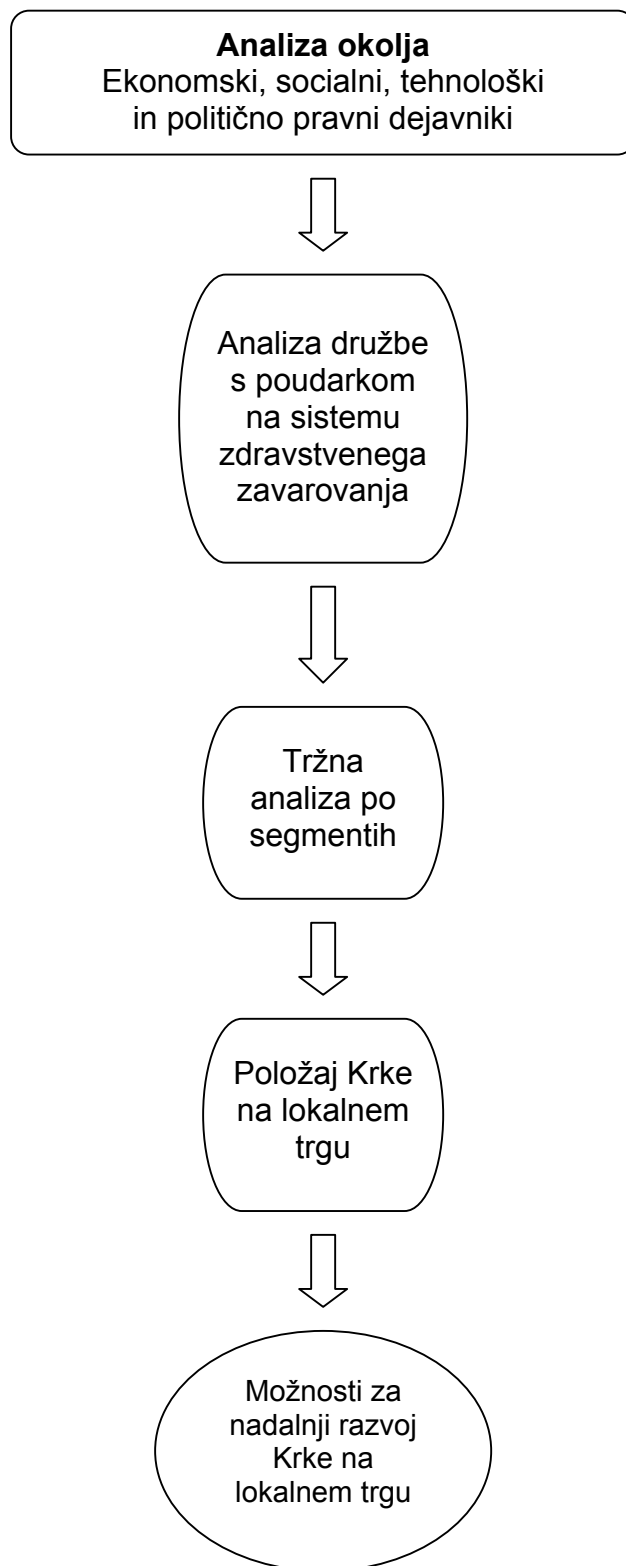 Analiza okolja
Ekonomski, socialni, tehnološki
in politično pravni dejavniki
Analiza družbe
s poudarkom
na sistemu
zdravstvenega
zavarovanja
Tržna
analiza po
segmentih
Položaj Krke
na lokalnem
trgu
Možnosti za
nadalnji razvoj
Krke na
lokalnem trgu